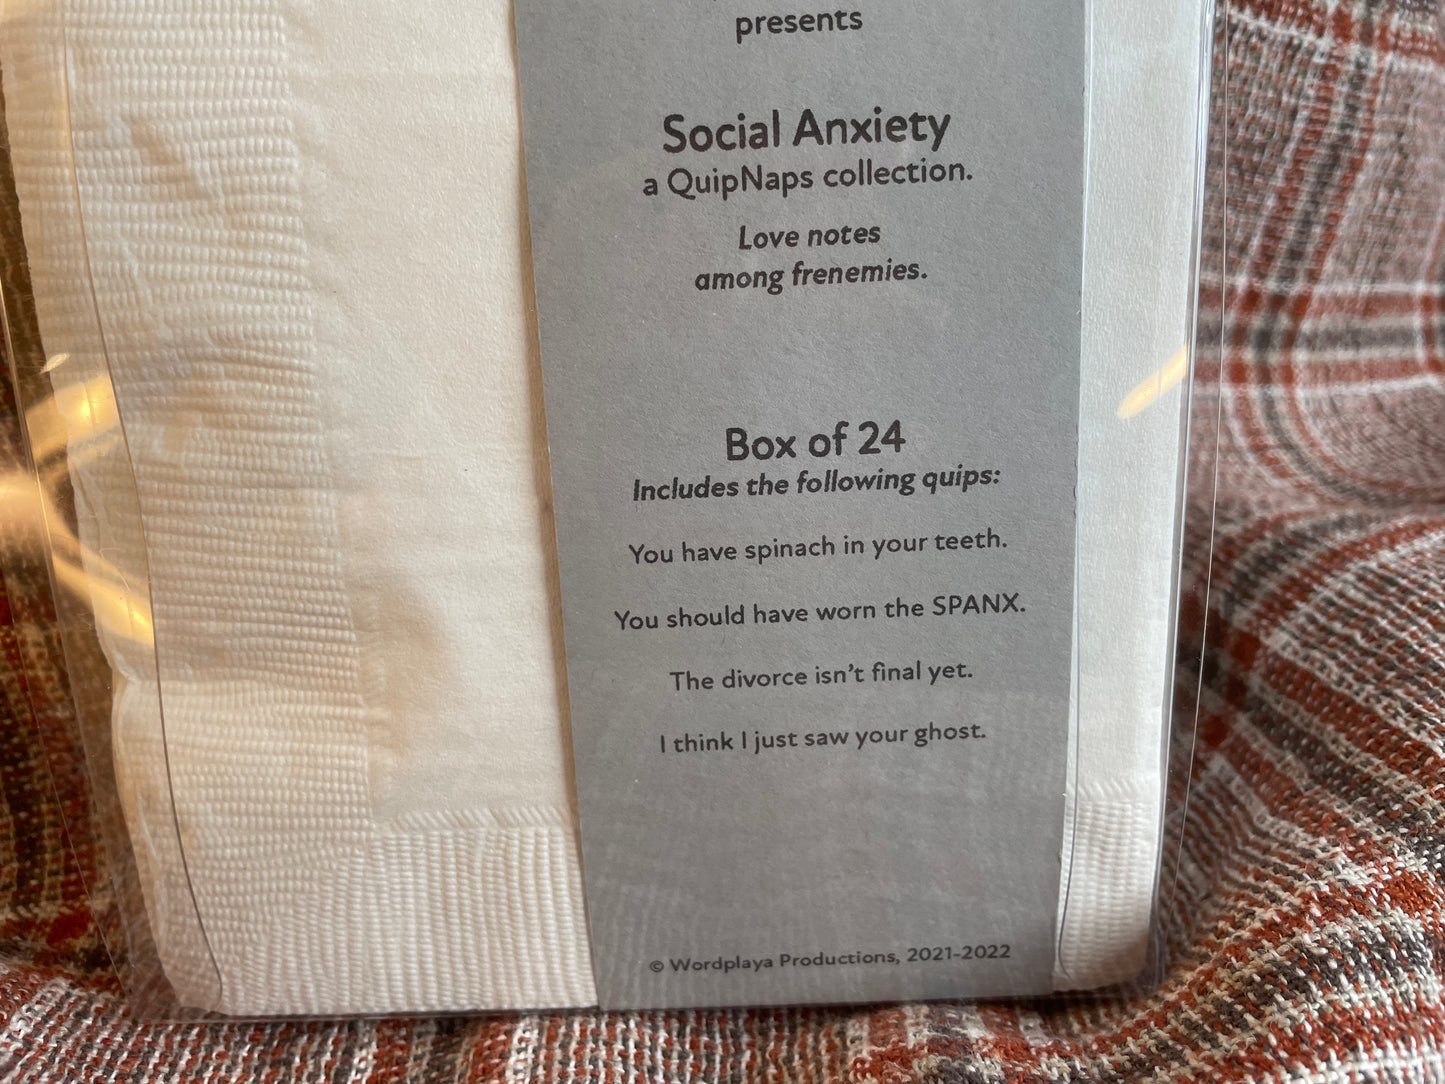 presents
Social Anxiety
a QuipNaps collection.
Love notes
among frenemies.
Box of 24
Includes the following quips:
You have spinach in your teeth.
You should have worn the SPANX.
The divorce isn't final yet.
I think I just saw your ghost.
© Wordplaya Productions, 2021-2022